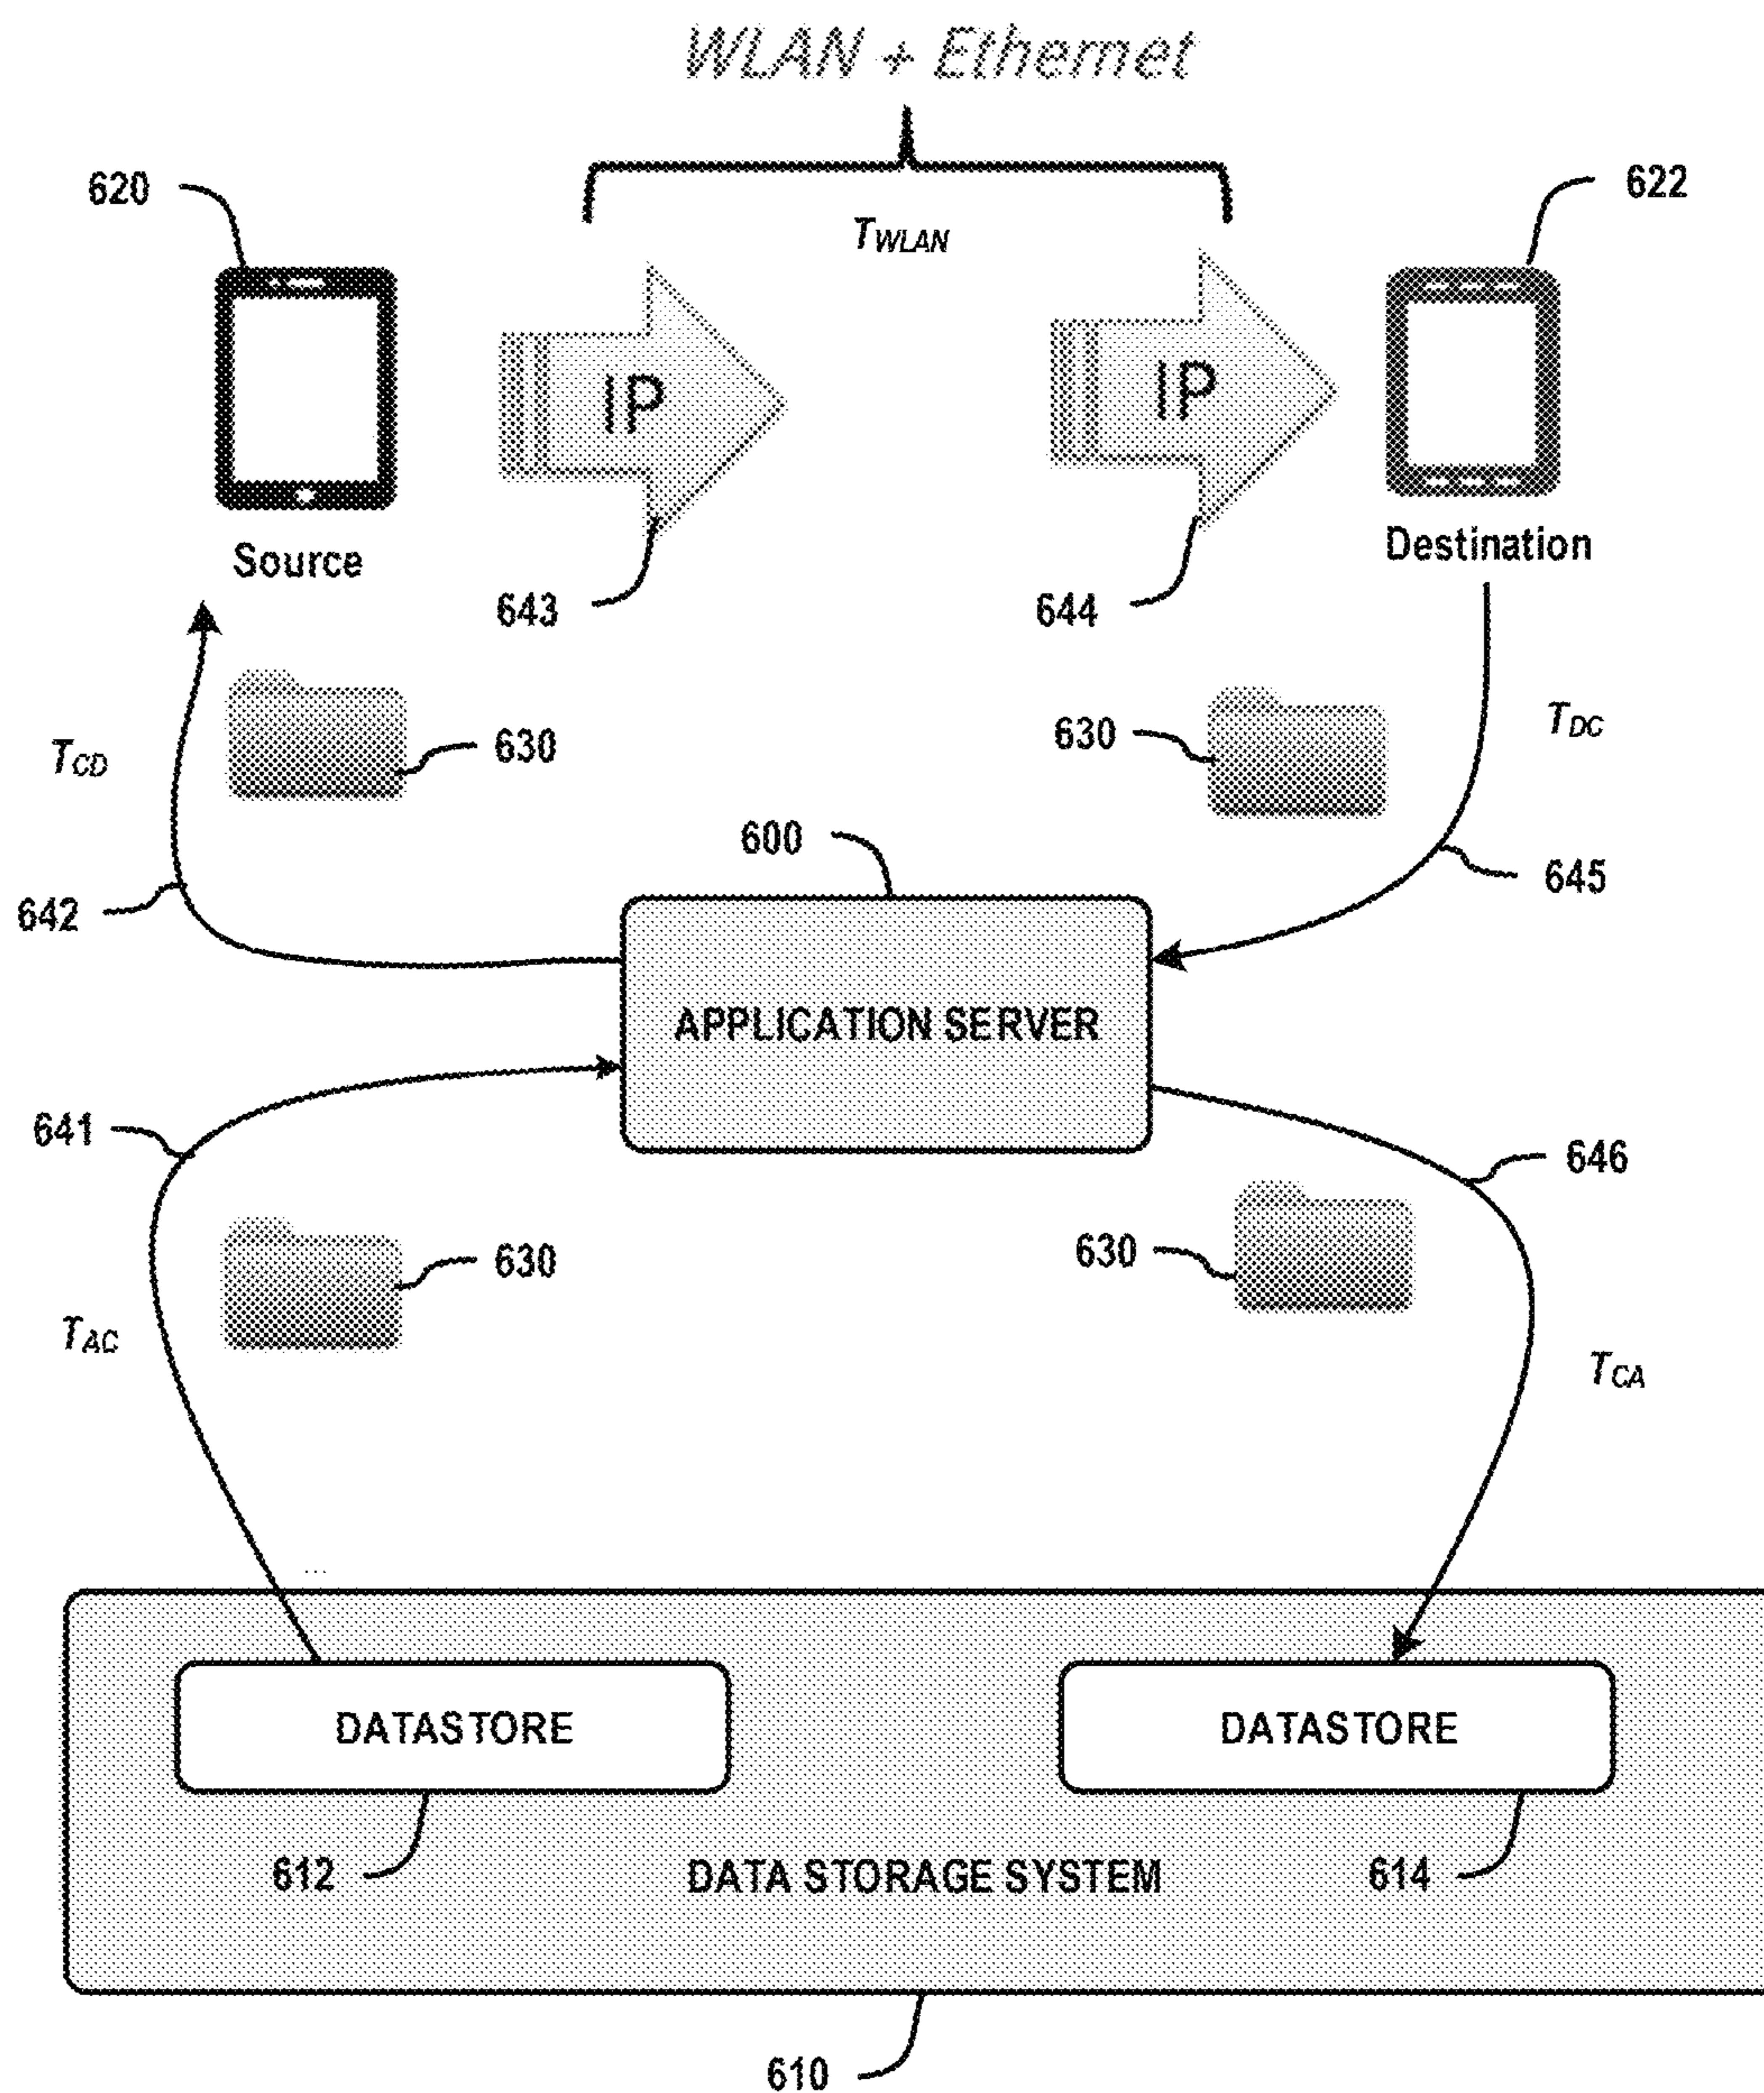 WLAN + Ethernet
620
622
TWLAN
IP
IP
Source
Destination
643
644
TCD
630
630
TDC
600
642
645
APPLICATION SERVER
641
646
630
630
TAC
TCA
...
DATASTORE
DATASTORE
612
DATA STORAGE SYSTEM
614
610